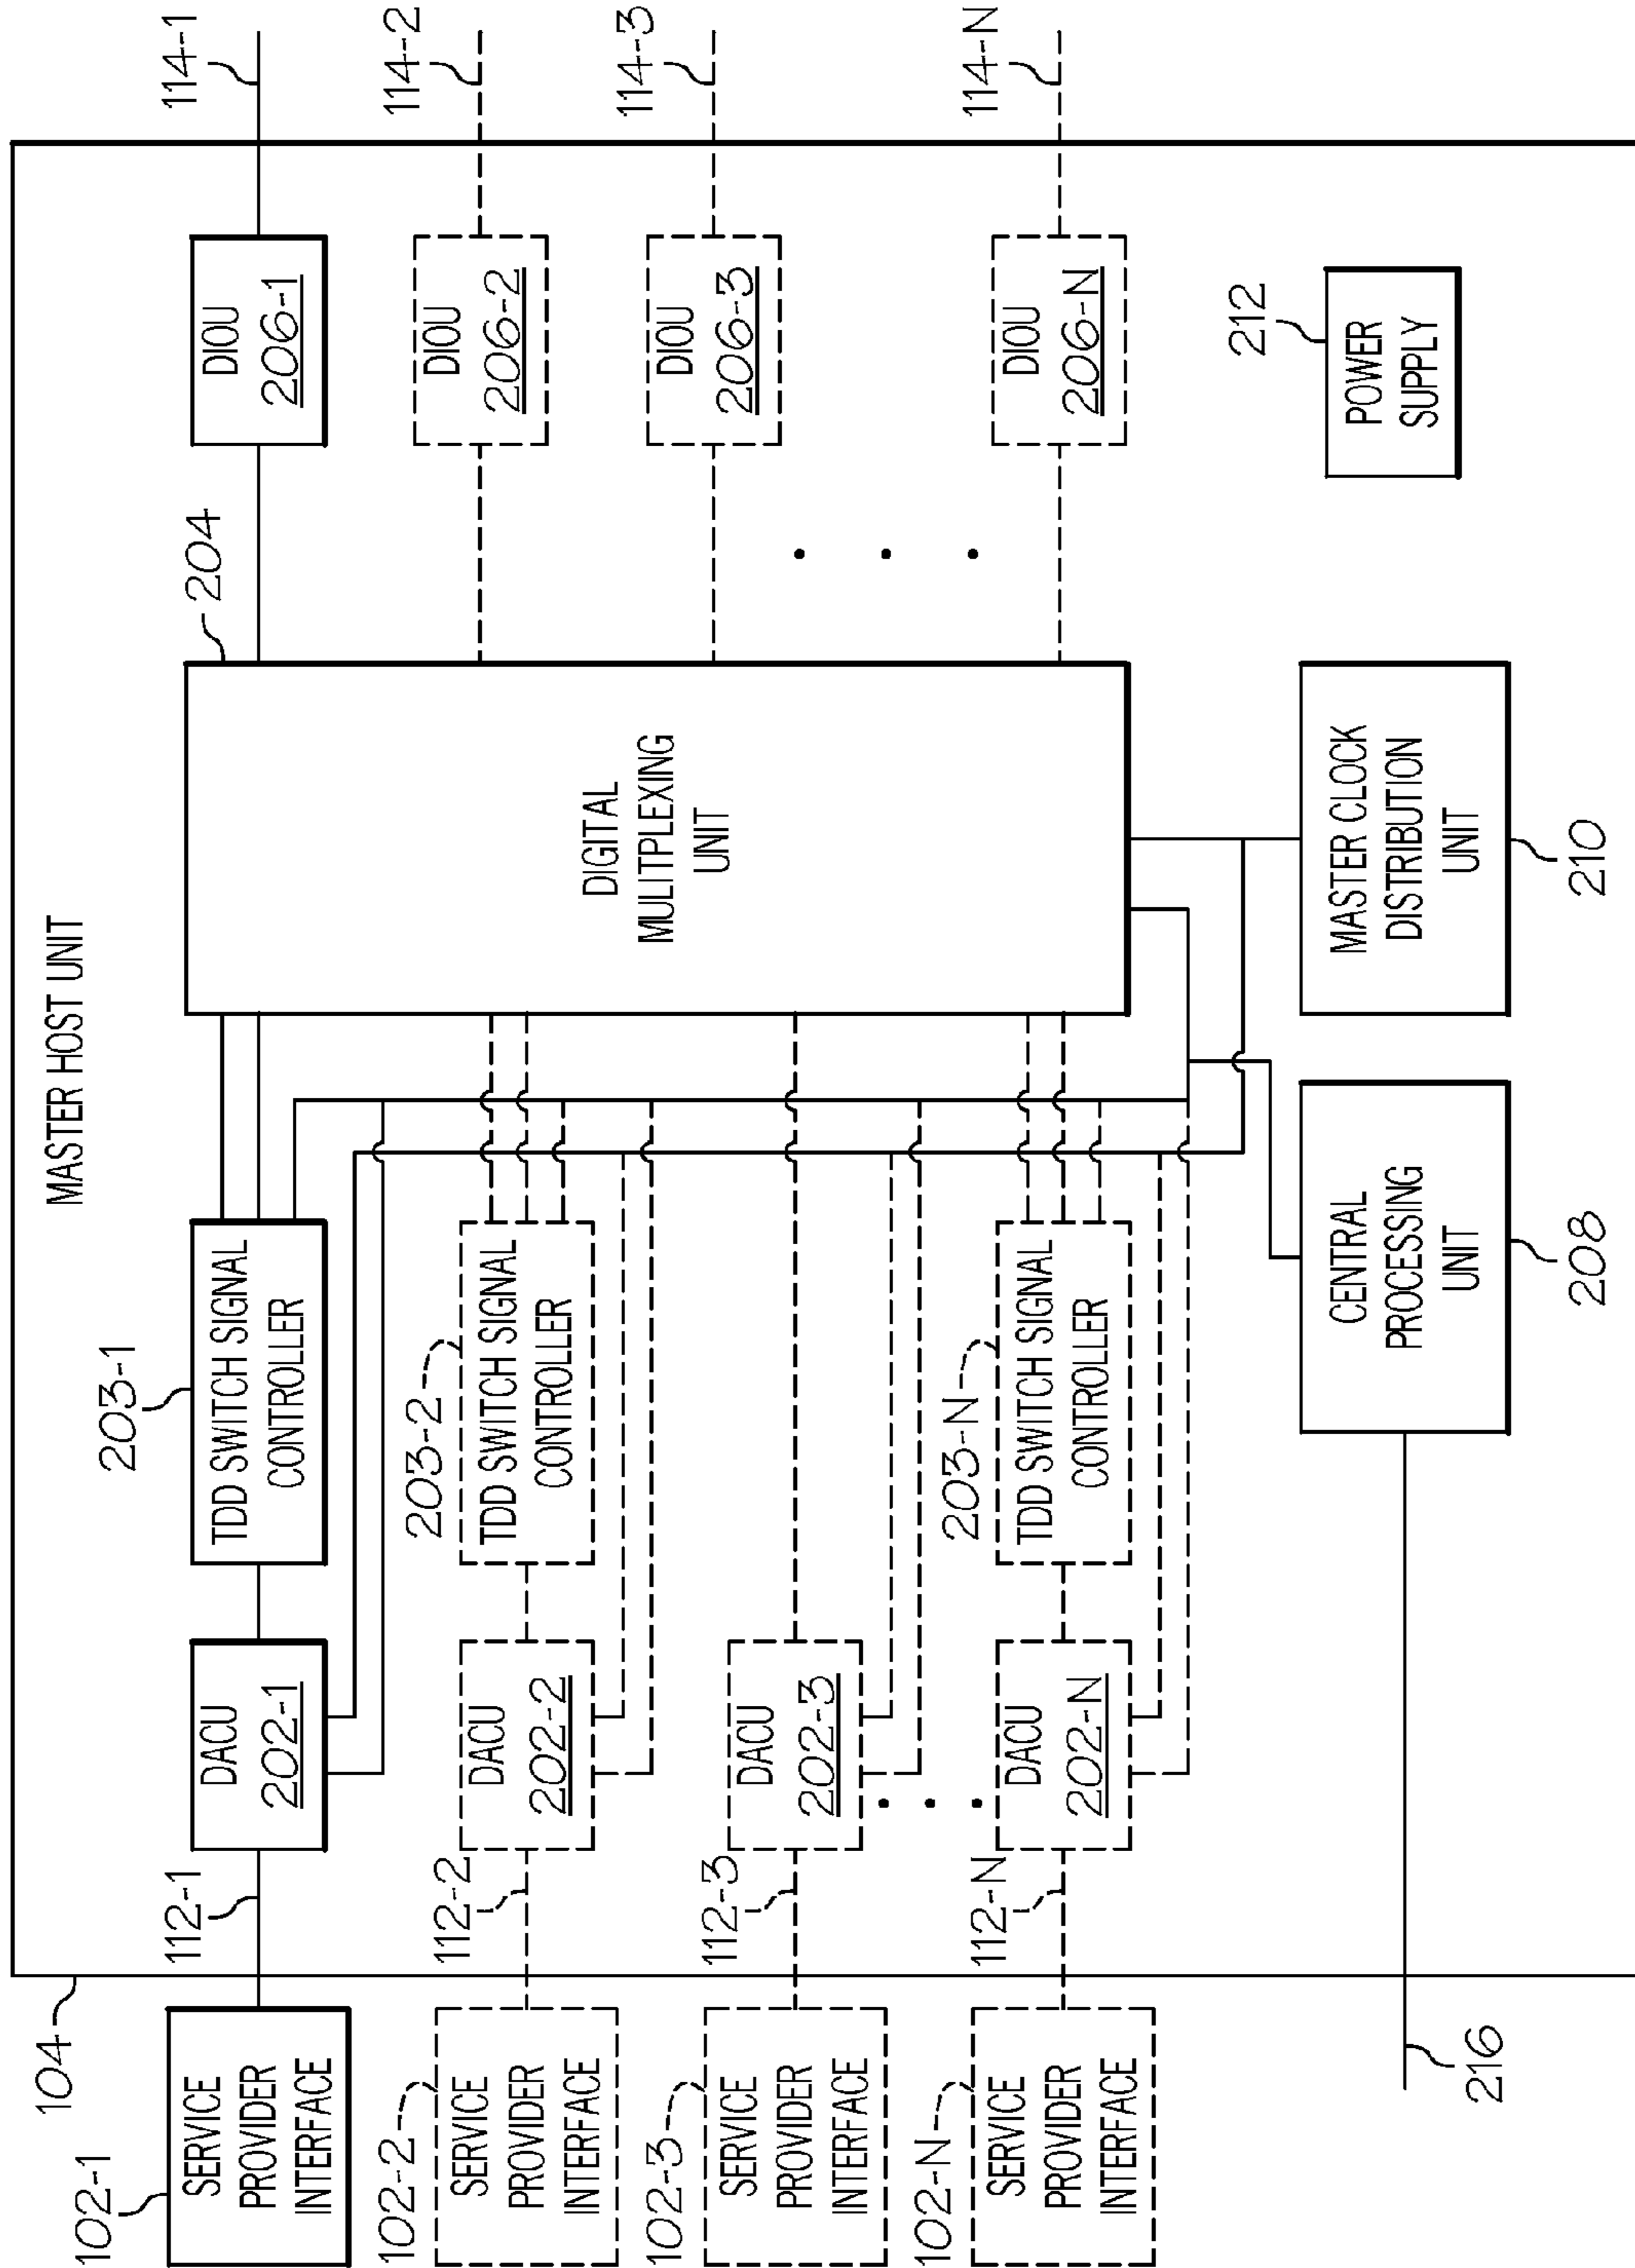 MASTER HOST UNIT
104
102-1
SERVICE
PROVIDER
INTERFACE
112-1
DACU
202-1
203-1
TDD SWITCH SIGNAL
CONTROLLER
204
DIGITAL
MULTIPLEXING
UNIT
DIOU
206-1
114-1
102-2
SERVICE
PROVIDER
INTERFACE
112-2
DACU
202-2
203-2
TDD SWITCH SIGNAL
CONTROLLER
DIOU
206-2
114-2
102-3
SERVICE
PROVIDER
INTERFACE
112-3
DACU
202-3
DIOU
206-3
114-3
102-N
SERVICE
PROVIDER
INTERFACE
112-N
DACU
202-N
203-N
TDD SWITCH SIGNAL
CONTROLLER
DIOU
206-N
114-N
216
CENTRAL
PROCESSING
UNIT
208
MASTER CLOCK
DISTRIBUTION
UNIT
210
212
POWER
SUPPLY